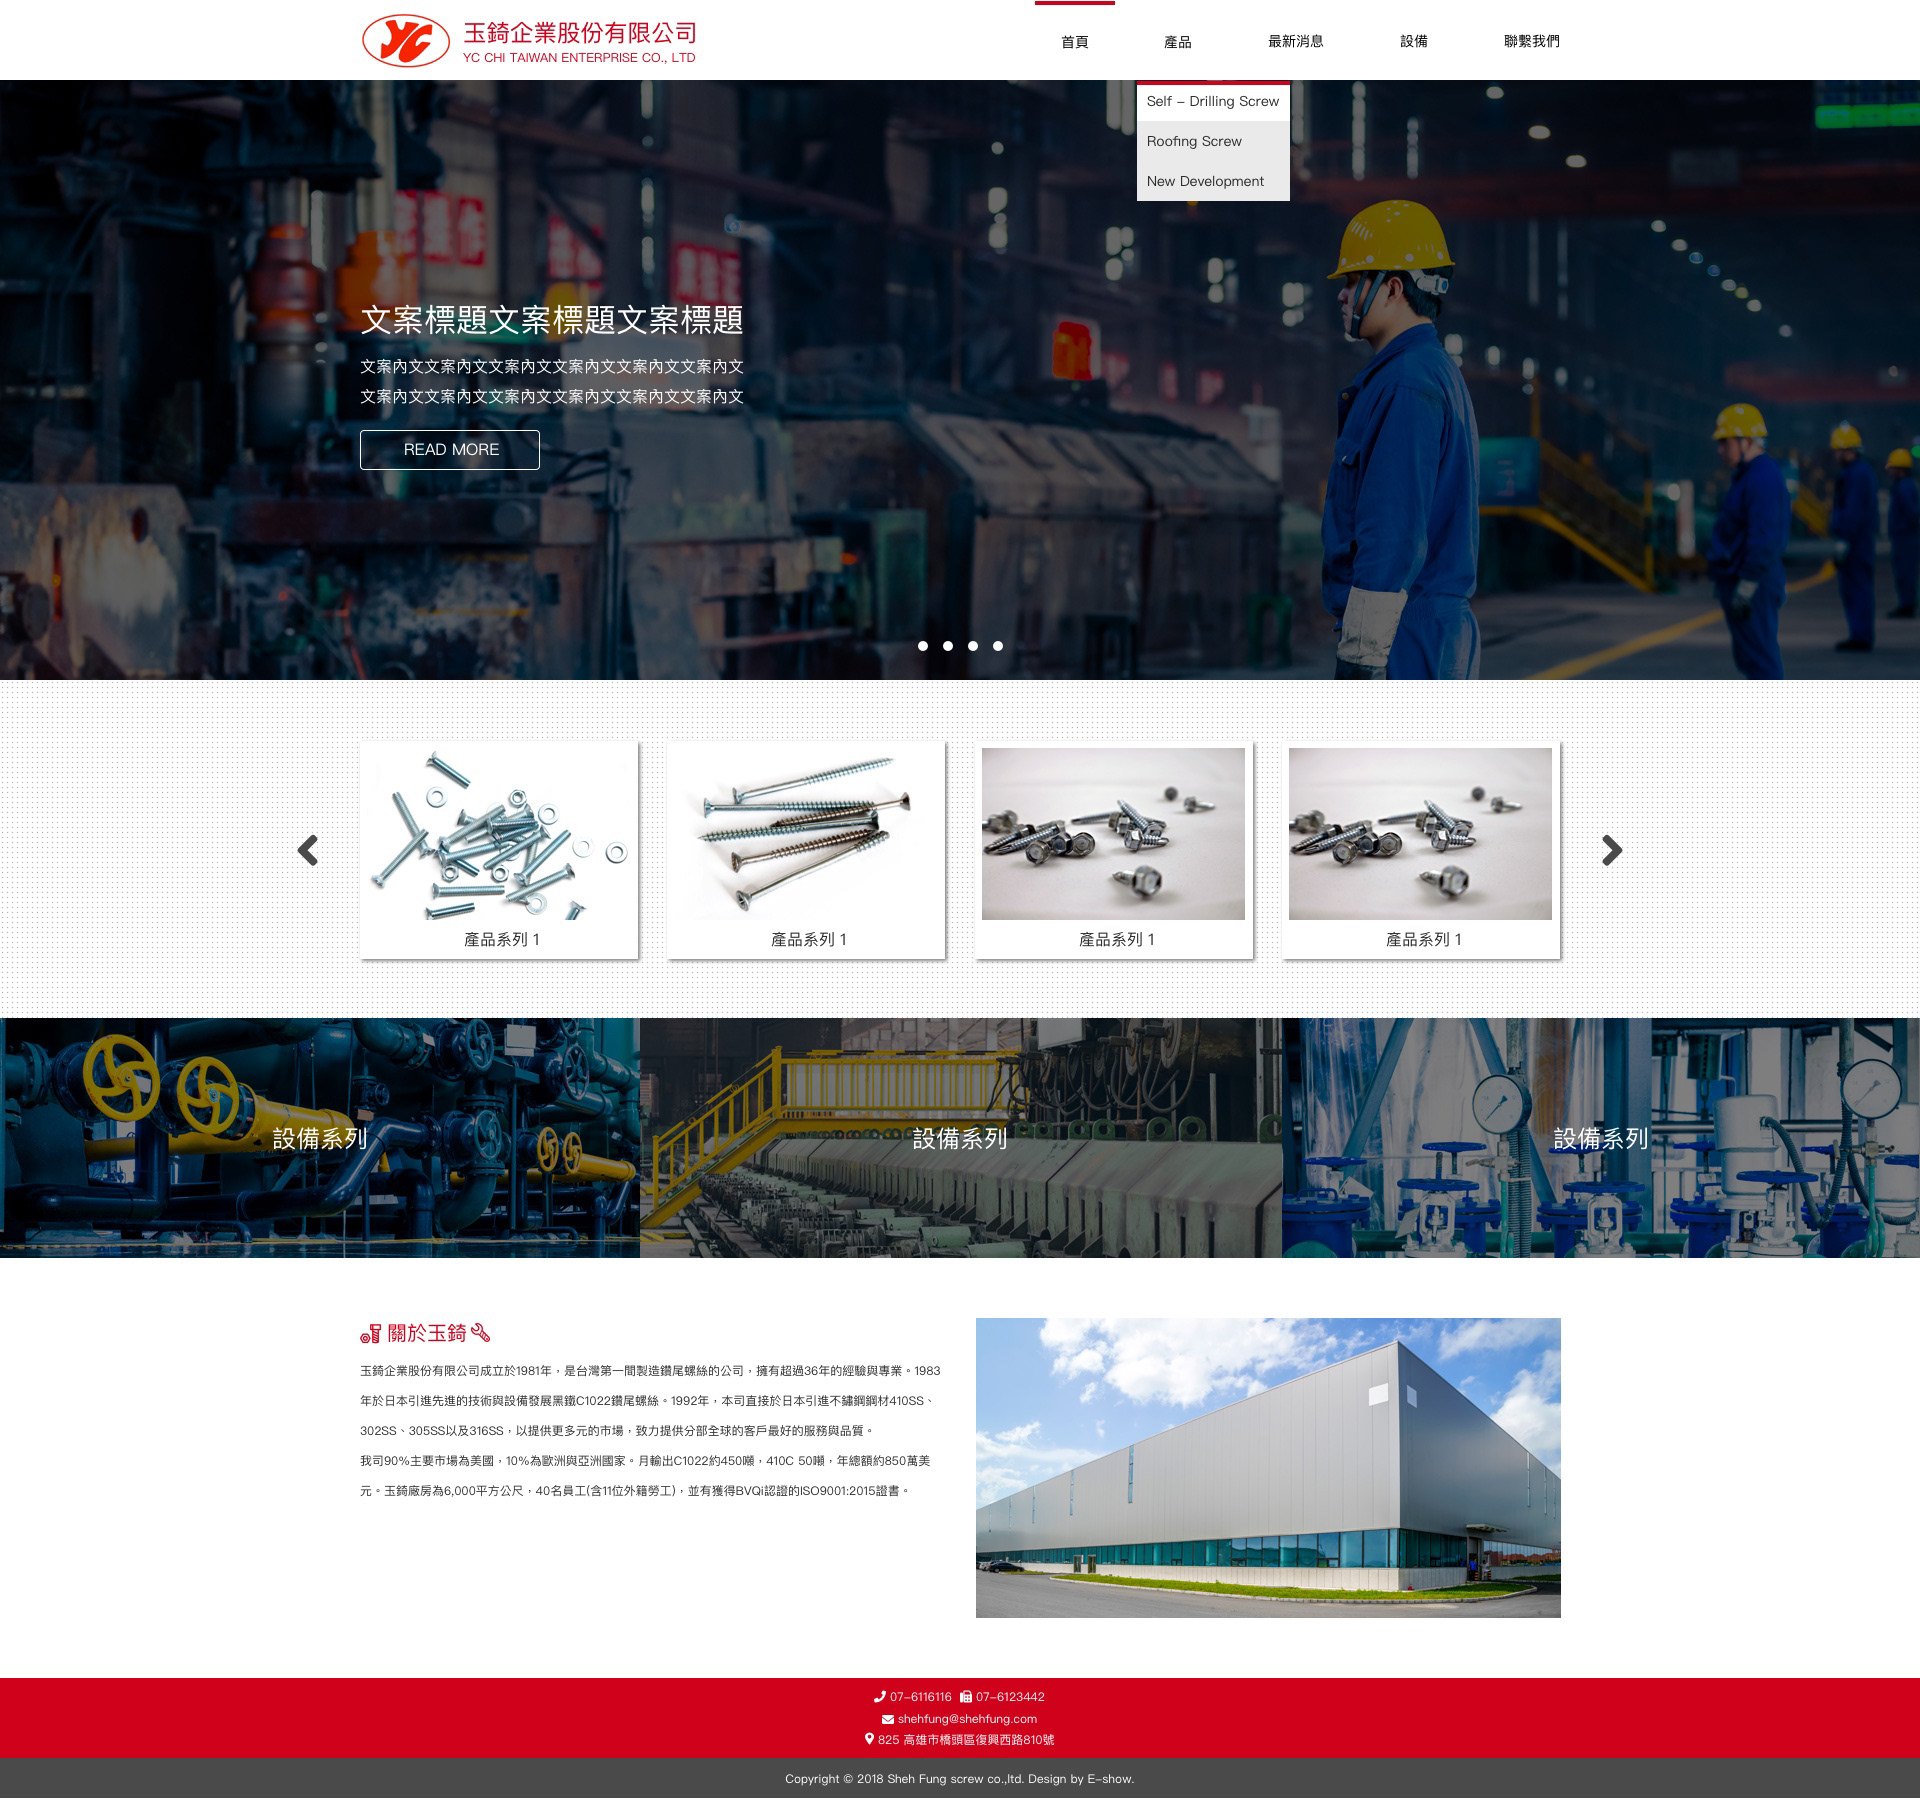 YC
玉錡企業股份有限公司
YC CHI TAIWAN ENTERPRISE CO., LTD
首頁
產品
最新消息
設備
聯繫我們
Self - Drilling Screw
Roofing Screw
New Development
文案標題文案標題文案標題
文案內文文案內文文案內文文案內文文案內文文案內文
文案內文文案內文文案內文文案內文文案內文文案內文
READ MORE
產品系列 1
產品系列 1
產品系列 1
產品系列 1
設備系列
設備系列
設備系列
關於玉錡
玉錡企業股份有限公司成立於1981年，是台灣第一間製造鑽尾螺絲的公司，擁有超過36年的經驗與專業。1983
年於日本引進先進的技術與設備發展黑鐵C1022鑽尾螺絲。1992年，本司直接於日本引進不鏽鋼鋼材410SS、
302SS、305SS以及316SS，以提供更多元的市場，致力提供分部全球的客戶最好的服務與品質。
我司90%主要市場為美國，10%為歐洲與亞洲國家。月輸出C1022約450噸，410C 50噸，年總額約850萬美
元。玉錡廠房為6,000平方公尺，40名員工(含11位外籍勞工)，並有獲得BVQi認證的ISO9001:2015證書。
07-6116116 07-6123442
shehfung@shehfung.com
825 高雄市橋頭區復興西路810號
Copyright © 2018 Sheh Fung screw co.,ltd. Design by E-show.